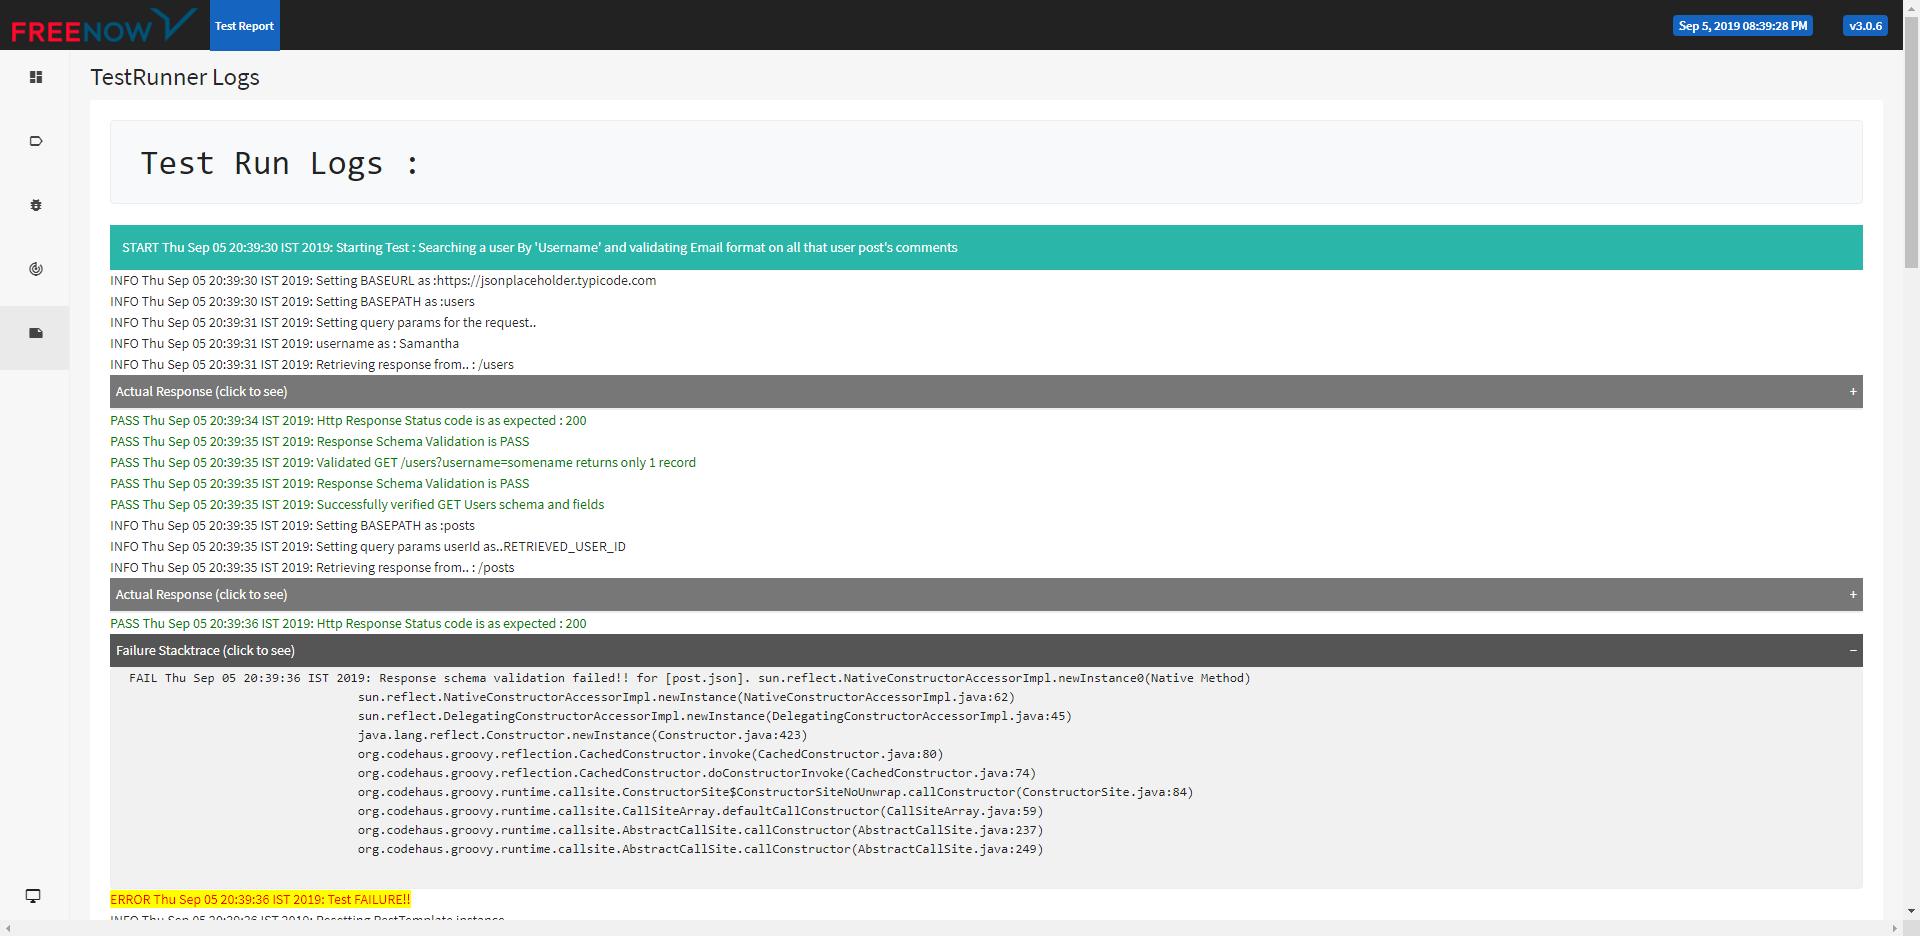 FREENOW
Test Report
Sep 5, 2019 08:39:28 PM
v3.0.6
TestRunner Logs
Test Run Logs :
START Thu Sep 05 20:39:30 IST 2019: Starting Test : Searching a user By 'Username' and validating Email format on all that user post's comments
INFO Thu Sep 05 20:39:30 IST 2019: Setting BASEURL as :https://jsonplaceholder.typicode.com
INFO Thu Sep 05 20:39:30 IST 2019: Setting BASEPATH as :users
INFO Thu Sep 05 20:39:31 IST 2019: Setting query params for the request..
INFO Thu Sep 05 20:39:31 IST 2019: username as : Samantha
INFO Thu Sep 05 20:39:31 IST 2019: Retrieving response from.. : /users
Actual Response (click to see) +
PASS Thu Sep 05 20:39:34 IST 2019: Http Response Status code is as expected : 200
PASS Thu Sep 05 20:39:35 IST 2019: Response Schema Validation is PASS
PASS Thu Sep 05 20:39:35 IST 2019: Validated GET /users?username=somename returns only 1 record
PASS Thu Sep 05 20:39:35 IST 2019: Response Schema Validation is PASS
PASS Thu Sep 05 20:39:35 IST 2019: Successfully verified GET Users schema and fields
INFO Thu Sep 05 20:39:35 IST 2019: Setting BASEPATH as :posts
INFO Thu Sep 05 20:39:35 IST 2019: Setting query params userId as..RETRIEVED_USER_ID
INFO Thu Sep 05 20:39:35 IST 2019: Retrieving response from.. : /posts
Actual Response (click to see) +
PASS Thu Sep 05 20:39:36 IST 2019: Http Response Status code is as expected : 200
Failure Stacktrace (click to see) −
FAIL Thu Sep 05 20:39:36 IST 2019: Response schema validation failed!! for [post.json]. sun.reflect.NativeConstructorAccessorImpl.newInstance0(Native Method)
sun.reflect.NativeConstructorAccessorImpl.newInstance(NativeConstructorAccessorImpl.java:62)
sun.reflect.DelegatingConstructorAccessorImpl.newInstance(DelegatingConstructorAccessorImpl.java:45)
java.lang.reflect.Constructor.newInstance(Constructor.java:423)
org.codehaus.groovy.reflection.CachedConstructor.invoke(CachedConstructor.java:80)
org.codehaus.groovy.reflection.CachedConstructor.doConstructorInvoke(CachedConstructor.java:74)
org.codehaus.groovy.runtime.callsite.ConstructorSite$ConstructorSiteNoUnwrap.callConstructor(ConstructorSite.java:84)
org.codehaus.groovy.runtime.callsite.CallSiteArray.defaultCallConstructor(CallSiteArray.java:59)
org.codehaus.groovy.runtime.callsite.AbstractCallSite.callConstructor(AbstractCallSite.java:237)
org.codehaus.groovy.runtime.callsite.AbstractCallSite.callConstructor(AbstractCallSite.java:249)
ERROR Thu Sep 05 20:39:36 IST 2019: Test FAILURE!!
INFO Thu Sep 05 20:39:36 IST 2019: Resetting RestTemplate instance